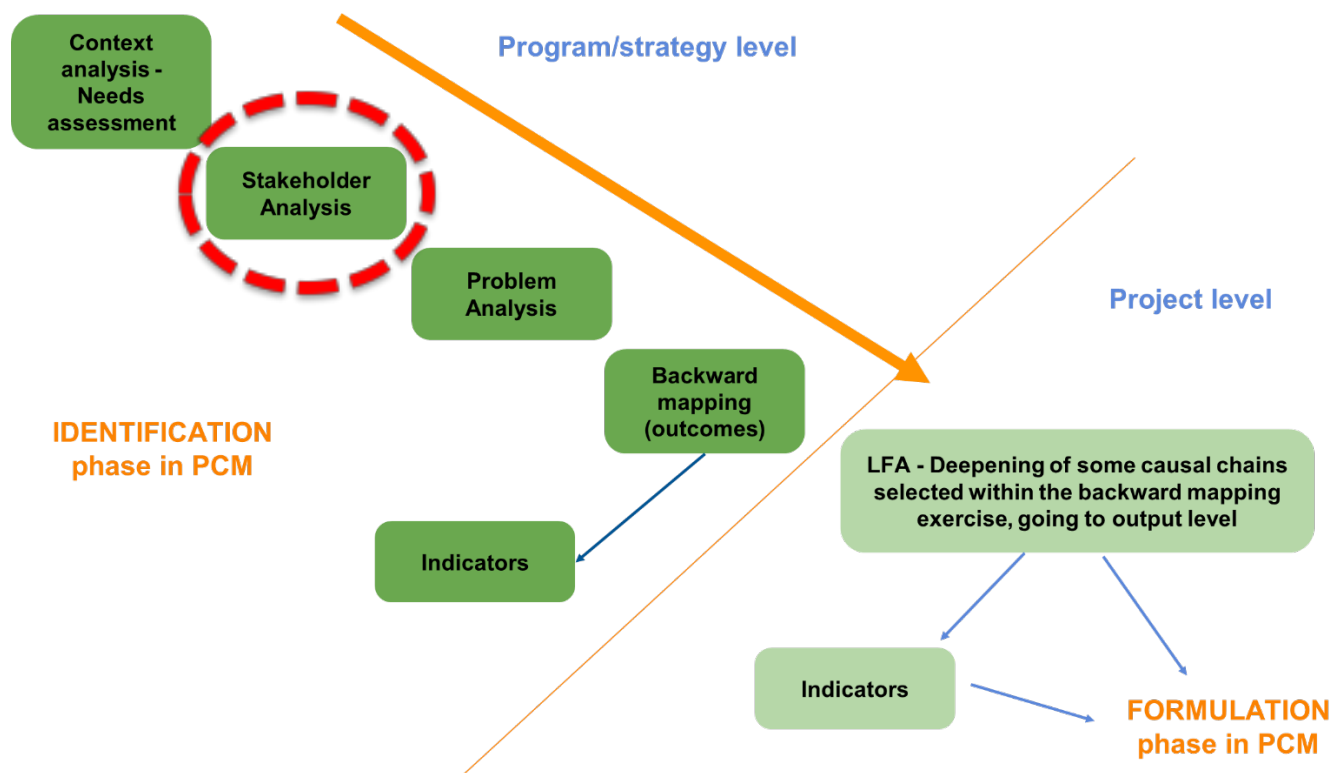 Context
analysis -
Needs
assessment
Program/strategy level
Stakeholder
Analysis
Problem
Analysis
Project level
Backward
mapping
(outcomes)
IDENTIFICATION
phase in PCM
LFA - Deepening of some causal chains
selected within the backward mapping
exercise, going to output level
Indicators
Indicators
FORMULATION
phase in PCM